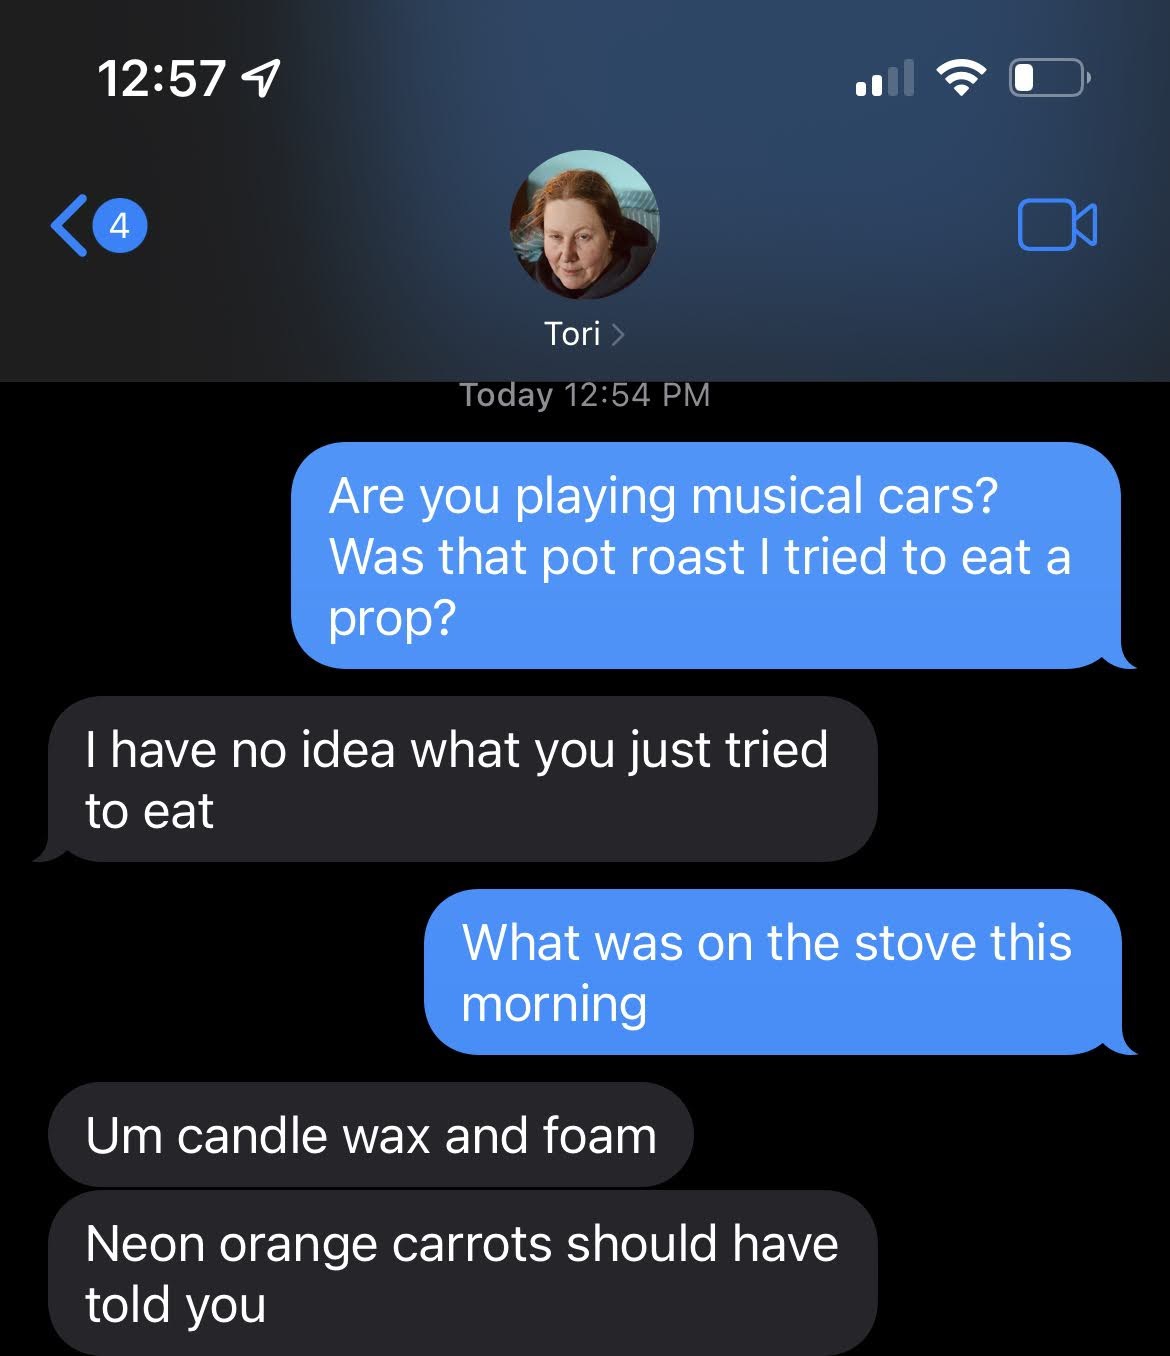 12:57
4
Tori
Today 12:54 PM
Are you playing musical cars?
Was that pot roast I tried to eat a
prop?
I have no idea what you just tried
to eat
What was on the stove this
morning
Um candle wax and foam
Neon orange carrots should have
told you